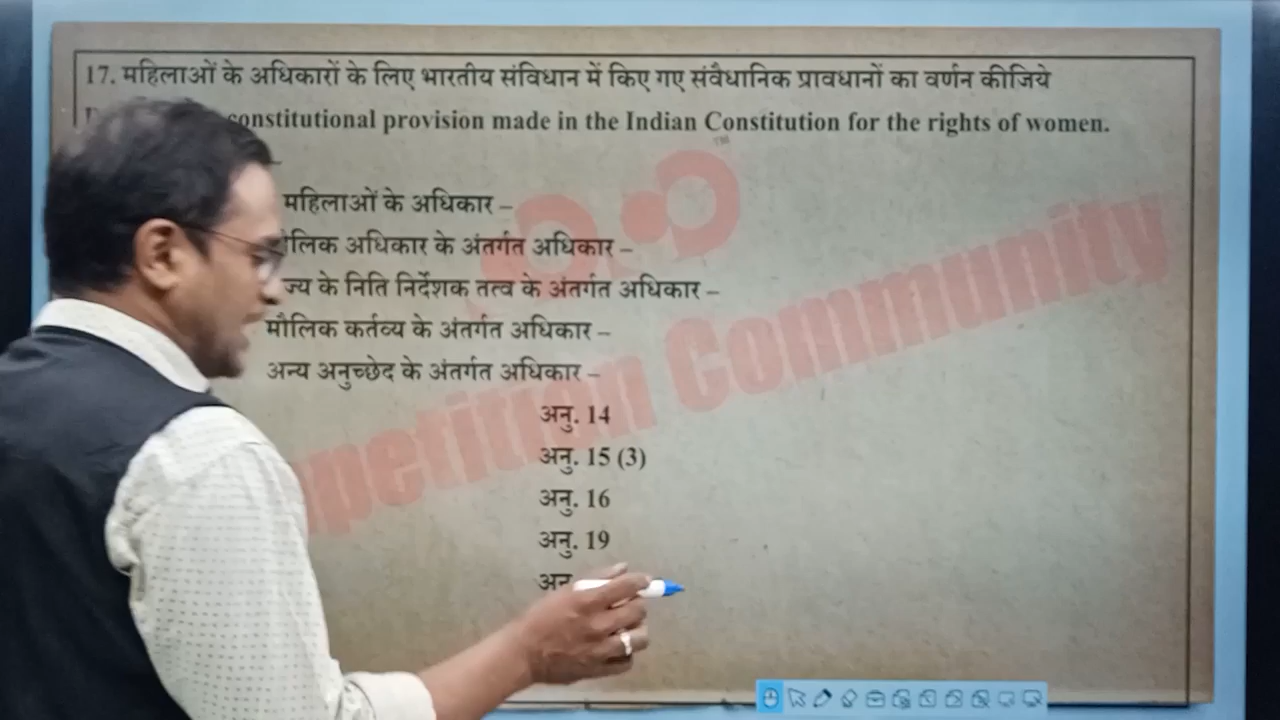 17. महिलाओं के अधिकारों के लिए भारतीय संविधान में किए गए संवैधानिक प्रावधानों का वर्णन कीजिये
constitutional provision made in the Indian Constitution for the rights of women.
महिलाओं के अधिकार –
अधिकार के अंतर्गत अधिकार –
के निति निर्देशक तत्व के अंतर्गत अधिकार –
मौलिक कर्तव्य के अंतर्गत अधिकार –
अन्य अनुच्छेद के अंतर्गत अधिकार –
अनु. 14
अनु. 15 (3)
अनु. 16
अनु. 19
Community